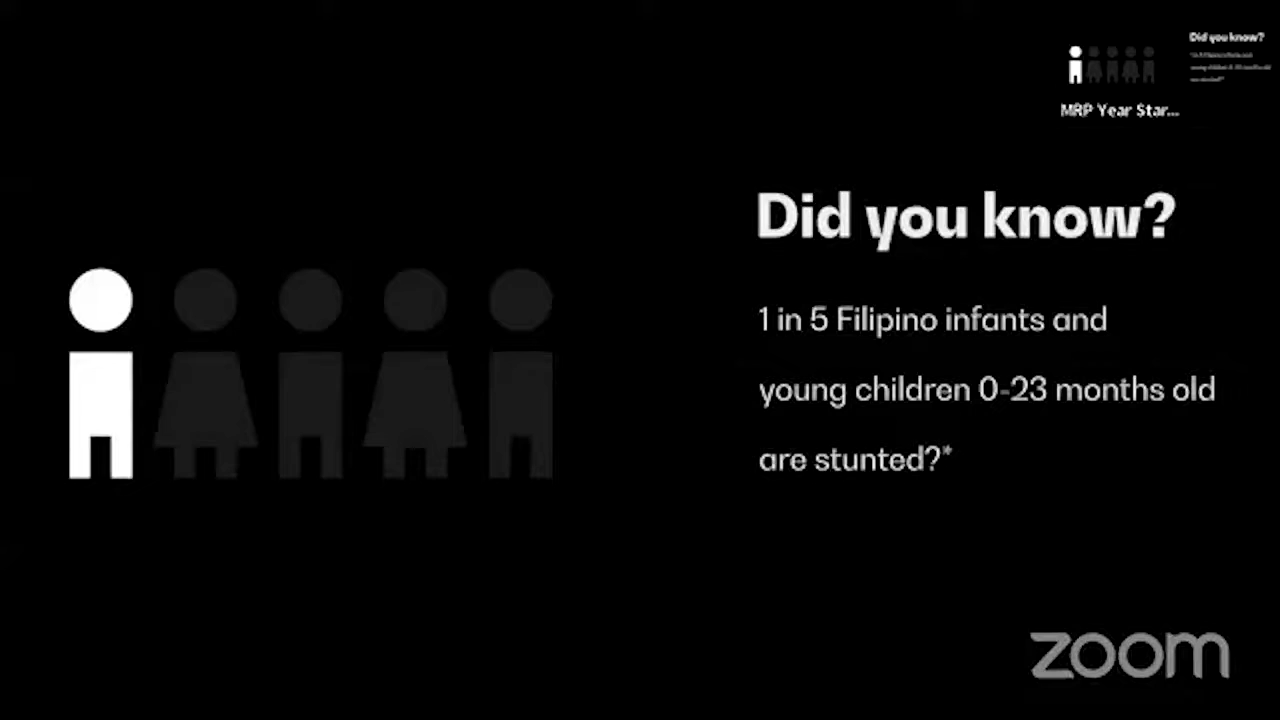 Did you know?
MRP Year Star...
Did you know?
1 in 5 Filipino infants and
young children 0-23 months old
are stunted?*
zoom